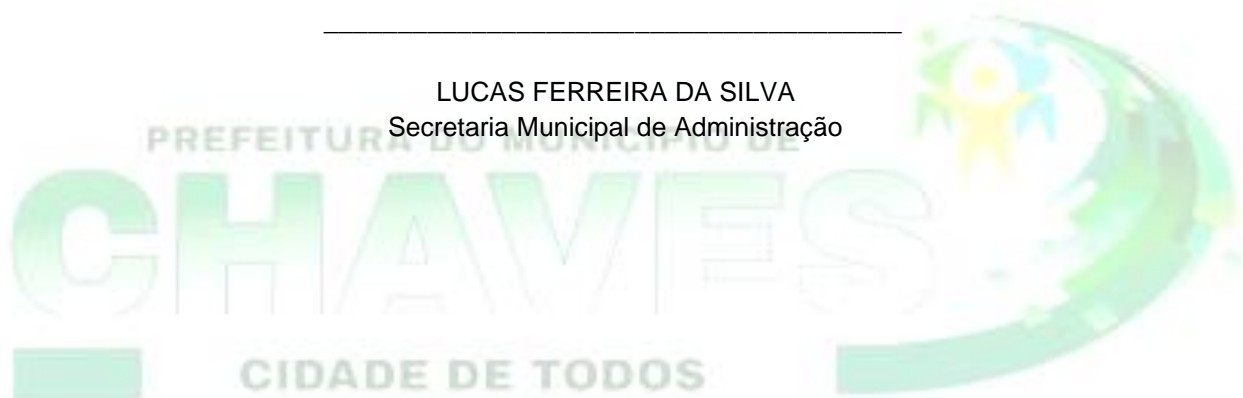 LUCAS FERREIRA DA SILVA
Secretaria Municipal de Administração
PREFEITURA DO MUNICÍPIO DE
CHAVES
CIDADE DE TODOS